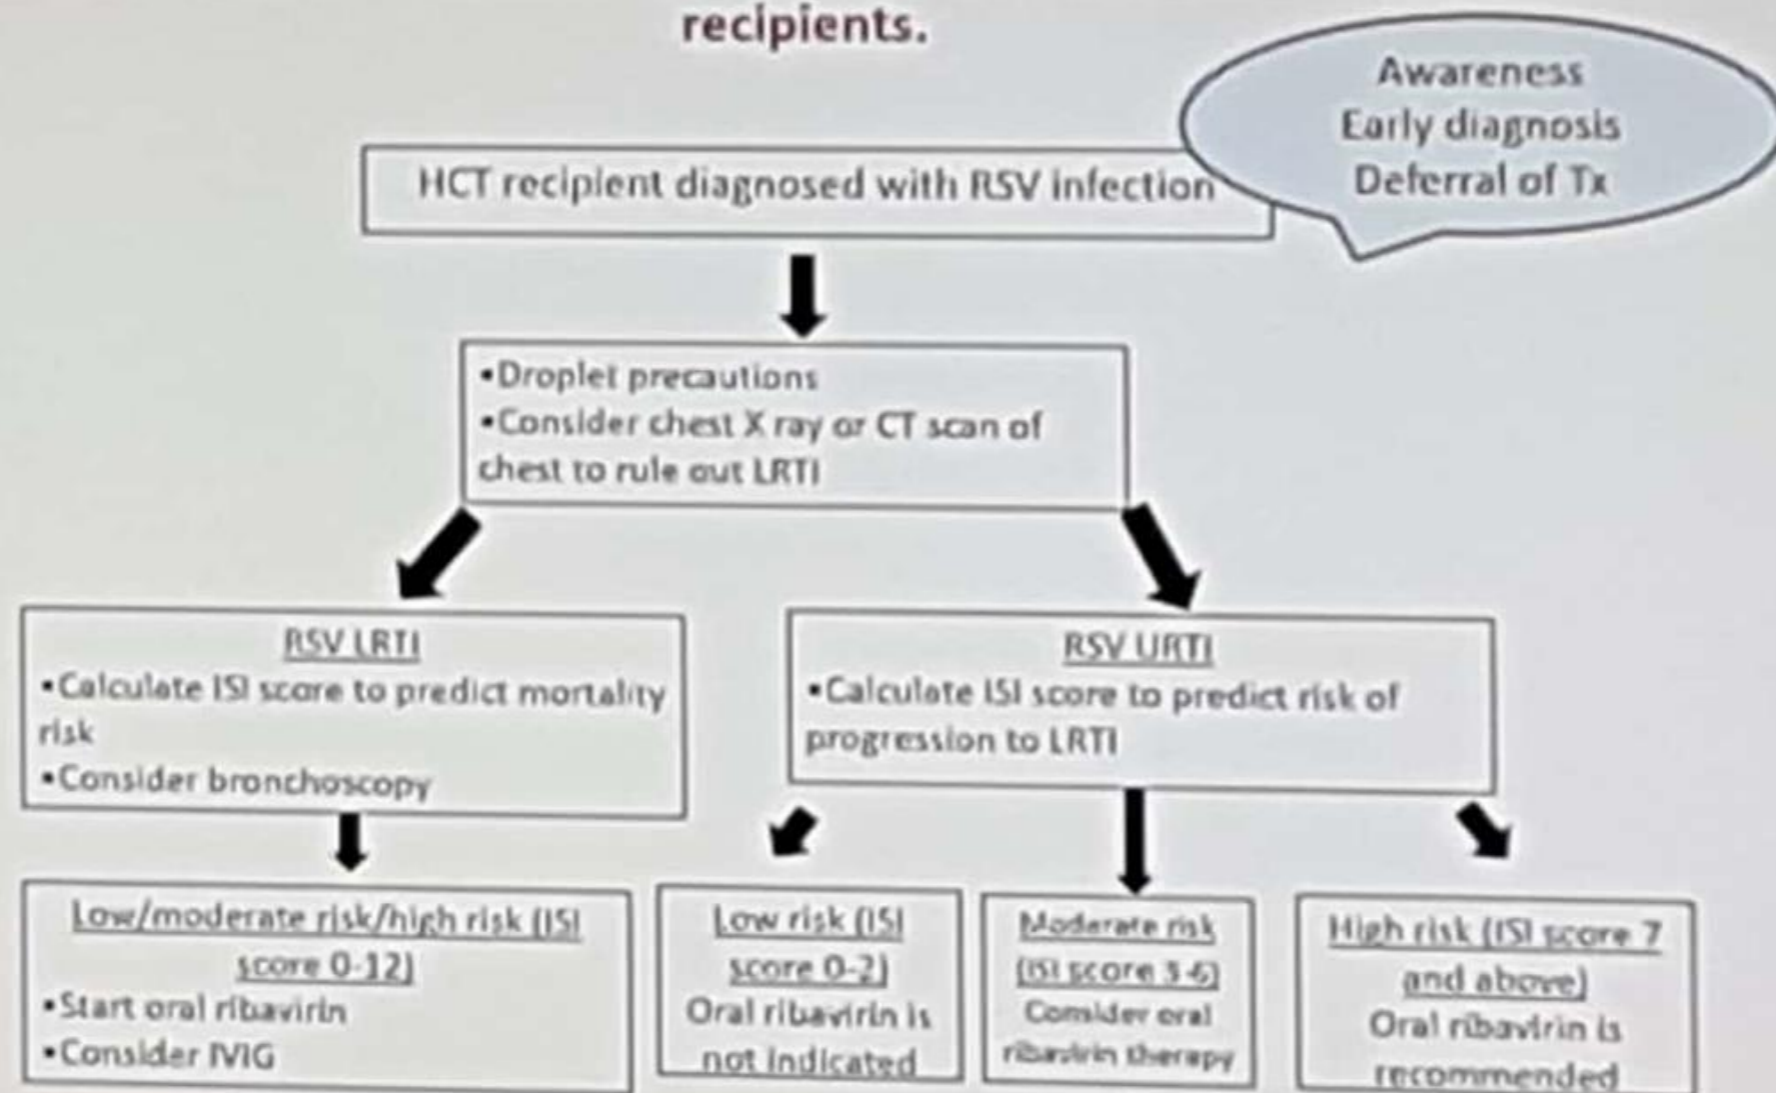 recipients.
Awareness
Early diagnosis
Deferral of Tx
HCT recipient diagnosed with RSV infection
▪Droplet precautions
▪Consider chest X ray or CT scan of
chest to rule out LRTI
RSV LRTI
▪Calculate ISI score to predict mortality
risk
▪Consider bronchoscopy
RSV URTI
▪Calculate ISI score to predict risk of
progression to LRTI
Low/moderate risk/high risk (ISI
score 0-12)
▪Start oral ribavirin
▪Consider IVIG
Low risk (ISI
score 0-2)
Oral ribavirin is
not indicated
Moderate risk
(ISI score 3-6)
Consider oral
ribavirin therapy
High risk (ISI score 7
and above)
Oral ribavirin is
recommended